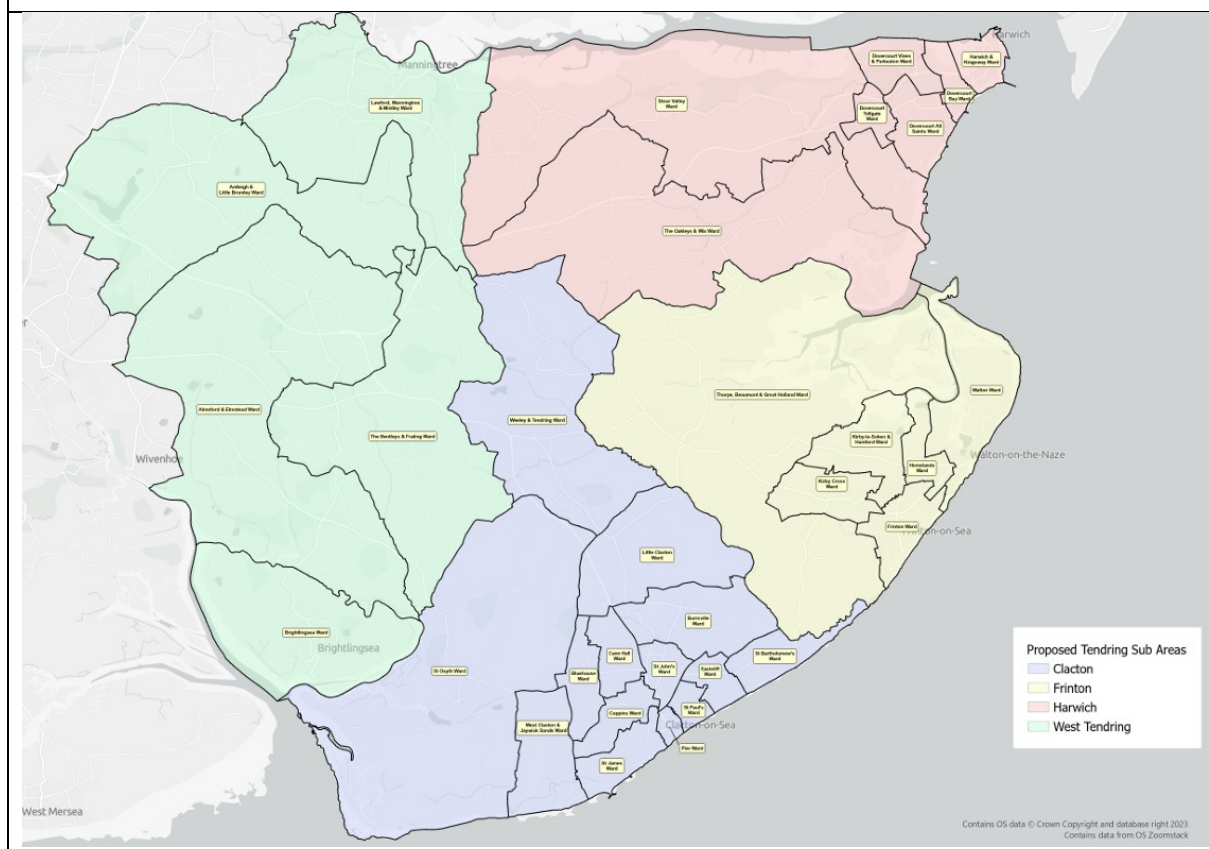 Harwich
Manningtree
Dovercourt Vines
& Parkeston Ward
Harwich &
Kingsway Ward
Lawford, Manningtree
& Mistley Ward
Stour Valley
Ward
Dovercourt
Bay Ward
Dovercourt
Tollgate
Ward
Dovercourt All
Saints Ward
Ardleigh &
Little Bromley Ward
The Oakleys & Wix Ward
Alresford & Elmstead Ward
The Bentleys & Frating Ward
Weeley & Tendring Ward
Thorpe, Beaumont & Great Holland Ward
Walton Ward
Kirby-le-Soken &
Hamford Ward
Homelands
Ward
Kirby Cross
Ward
Wivenhoe
Walton-on-the-Naze
Frinton Ward
-on-Sea
Little Clacton
Ward
Burrsville
Ward
Brightlingsea Ward
Brightlingsea
St Osyth Ward
Bluehouse
Ward
Cann Hall
Ward
St John's
Ward
Eastcliff
Ward
St Bartholomew's
Ward
Coppins Ward
St Paul's
Ward
West Clacton &
Jaywick Sands Ward
Clacton-on-Sea
Pier Ward
St James
Ward
West Mersea
Proposed Tendring Sub Areas
Clacton
Frinton
Harwich
West Tendring
Contains OS data © Crown Copyright and database right 2023
Contains data from OS Zoomstack